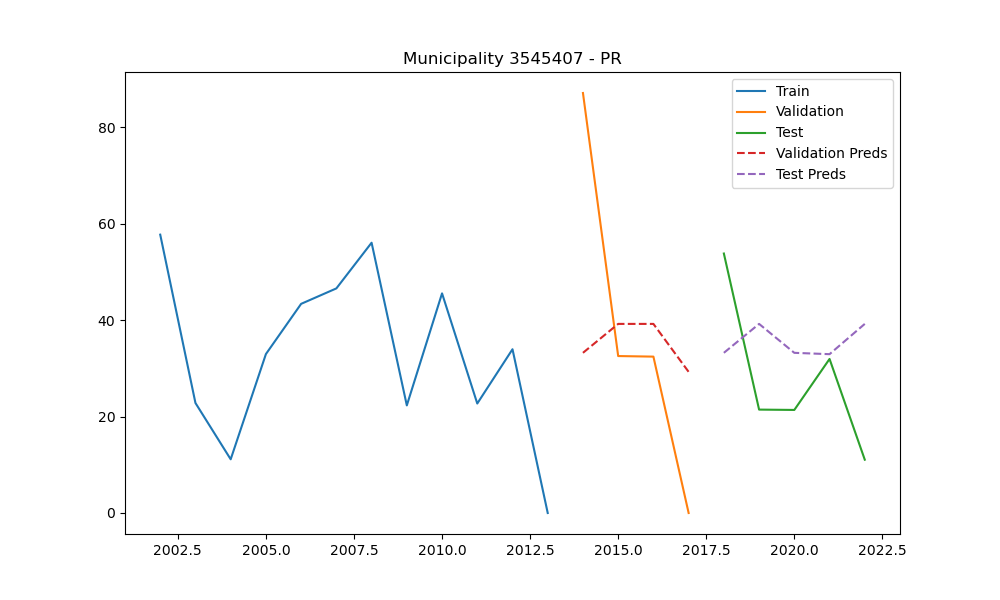 Municipality 3545407 - PR
Train
Validation
Test
Validation Preds
Test Preds
80
60
40
20
0
2002.5 2005.0 2007.5 2010.0 2012.5 2015.0 2017.5 2020.0 2022.5